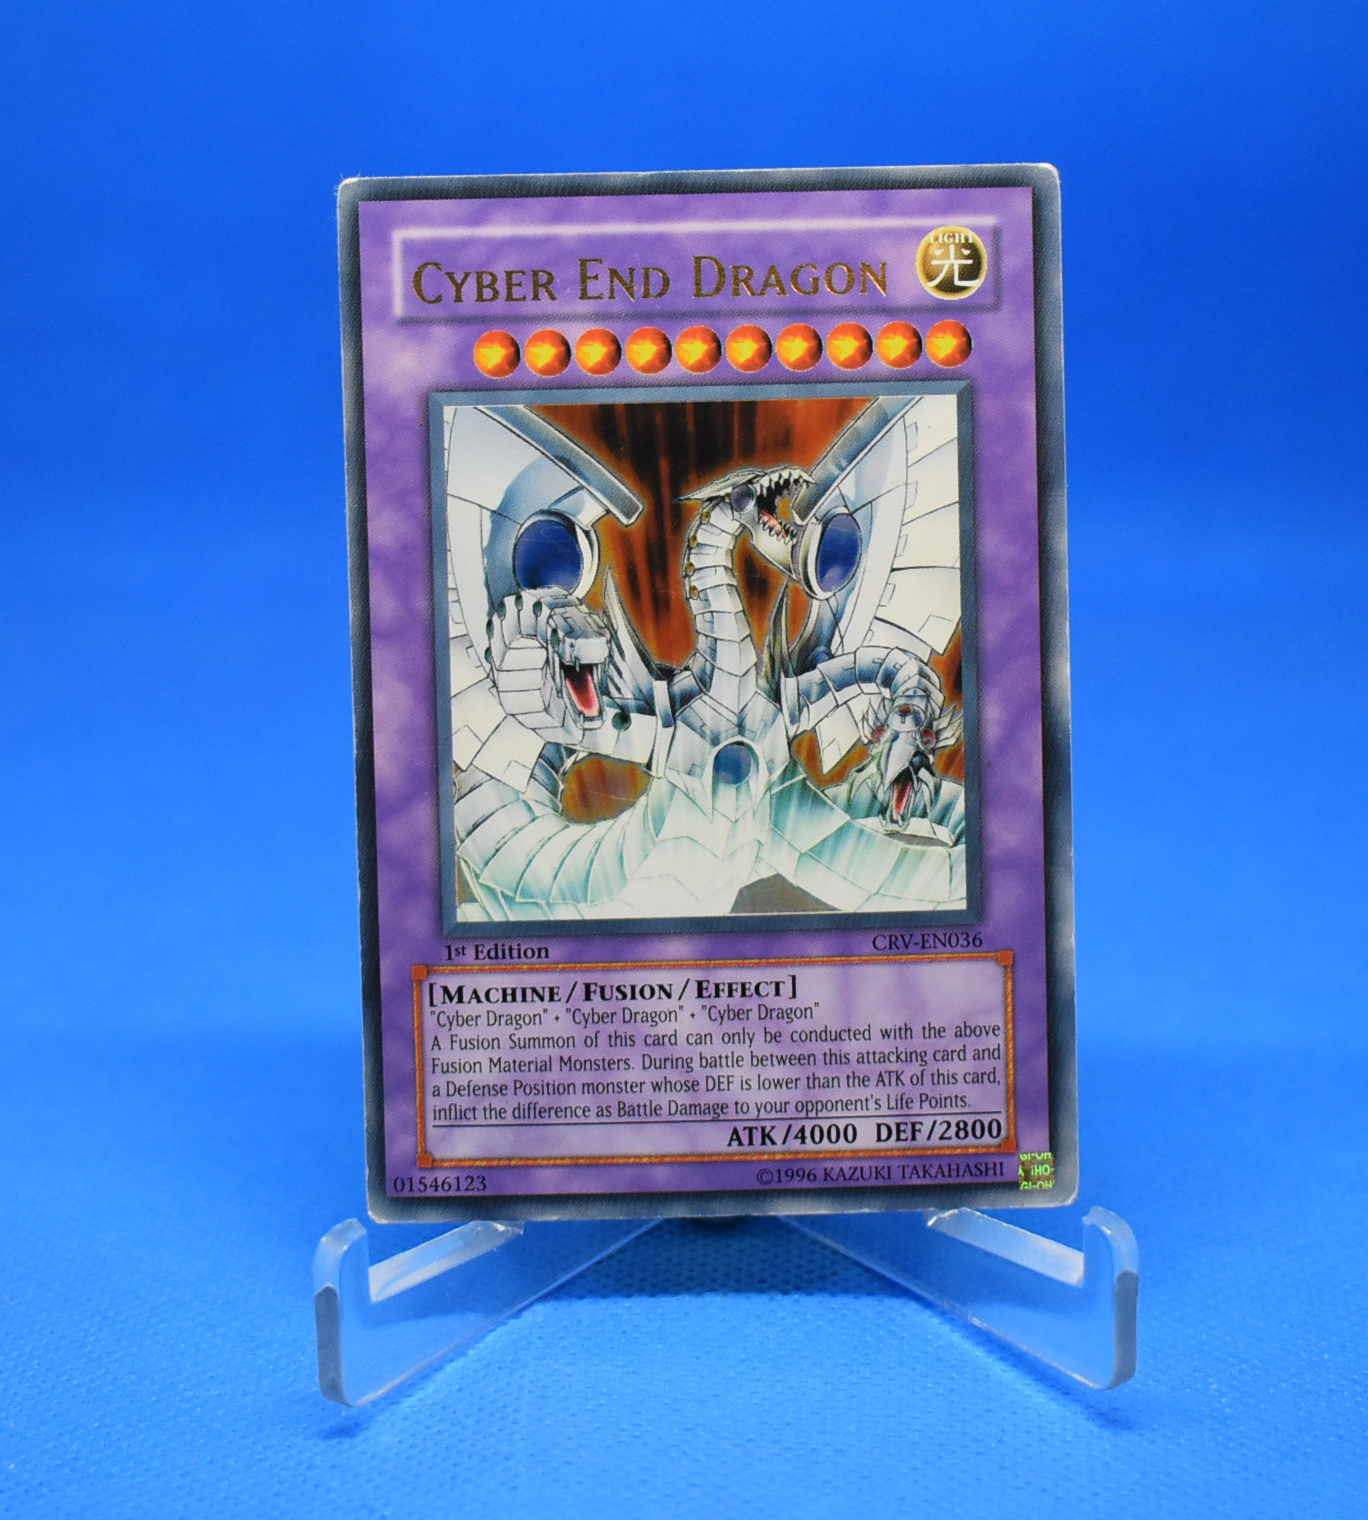 CYBER END DRAGON
LIGHT
光
1st Edition
CRV-EN036
[MACHINE/FUSION/EFFECT]
"Cyber Dragon" + "Cyber Dragon" + "Cyber Dragon"
A Fusion Summon of this card can only be conducted with the above
Fusion Material Monsters. During battle between this attacking card and
a Defense Position monster whose DEF is lower than the ATK of this card,
inflict the difference as Battle Damage to your opponent's Life Points.
ATK/4000 DEF/2800
01546123
©1996 KAZUKI TAKAHASHI